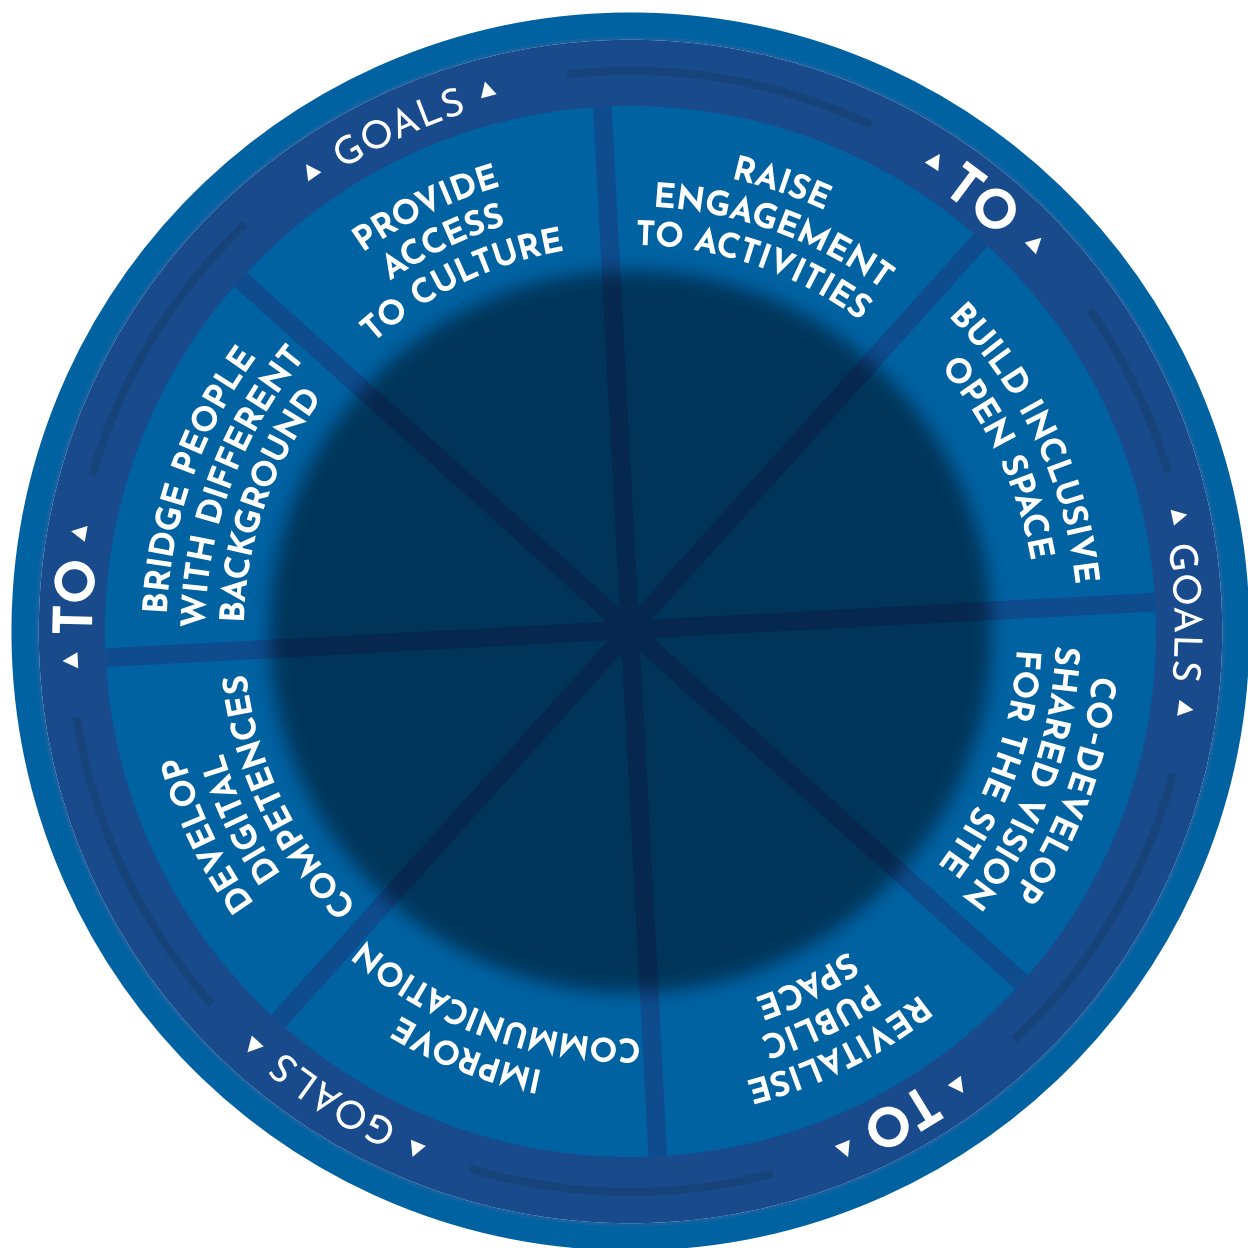 GOALS
TO
GOALS
TO
GOALS
TO
RAISE
ENGAGEMENT
TO ACTIVITIES
BUILD INCLUSIVE
OPEN SPACE
CO-DEVELOP
SHARED VISION
FOR THE SITE
REVITALISE
PUBLIC
SPACE
IMPROVE
COMMUNICATION
DEVELOP
DIGITAL
COMPETENCES
BRIDGE PEOPLE
WITH DIFFERENT
BACKGROUND
PROVIDE
ACCESS
TO CULTURE